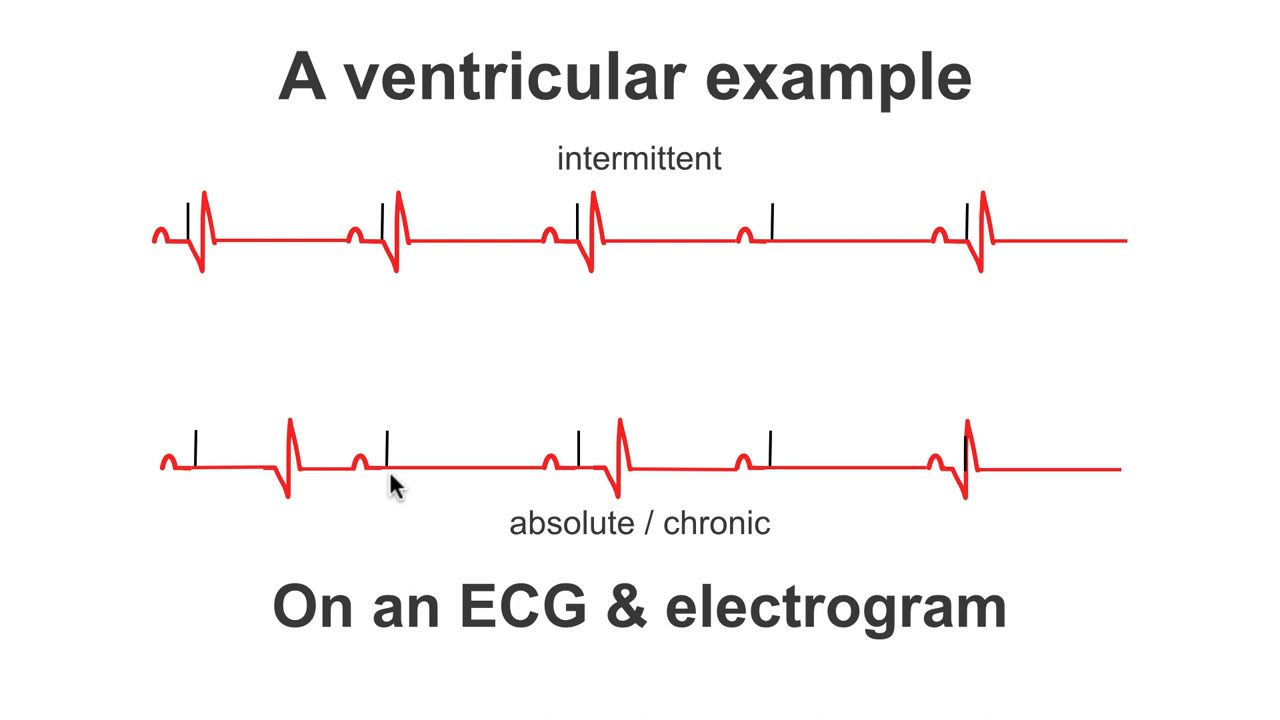 A ventricular example
intermittent
absolute / chronic
On an ECG & electrogram